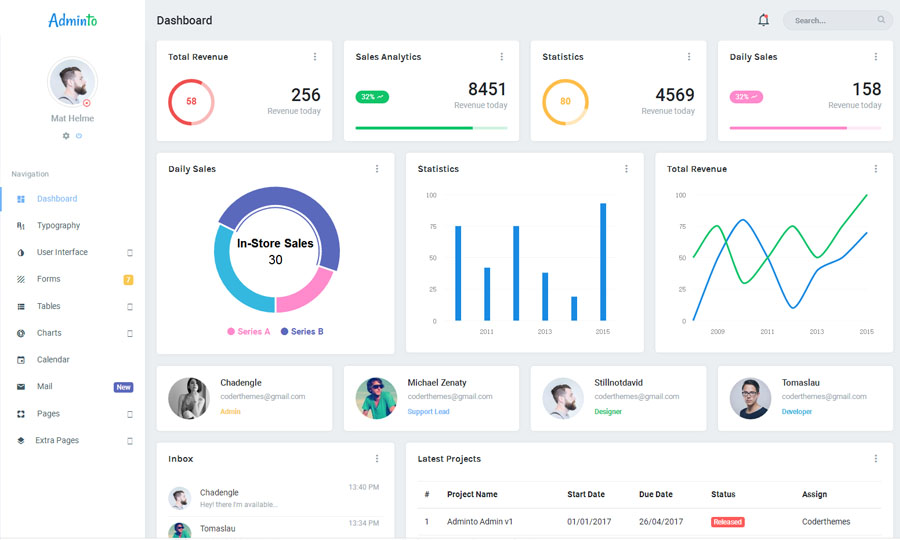 Adminto
Dashboard
Search...
Mat Helme
Navigation
Dashboard
Typography
User Interface
Forms
7
Tables
Charts
Calendar
Mail
New
Pages
Extra Pages
Total Revenue
58
256
Revenue today
Sales Analytics
32%
8451
Revenue today
Statistics
80
4569
Revenue today
Daily Sales
32%
158
Revenue today
Daily Sales
In-Store Sales
30
Series A
Series B
Statistics
100
75
50
25
0
2011
2013
2015
Total Revenue
100
75
50
25
0
2009
2011
2013
2015
Chadengle
coderthemes@gmail.com
Admin
Michael Zenaty
coderthemes@gmail.com
Support Lead
Stillnotdavid
coderthemes@gmail.com
Designer
Tomaslau
coderthemes@gmail.com
Developer
Inbox
Chadengle
13:40 PM
Hey! there I'm available...
Tomaslau
13:34 PM
Latest Projects
# Project Name Start Date Due Date Status Assign
1 Adminto Admin v1 01/01/2017 26/04/2017 Released Coderthemes